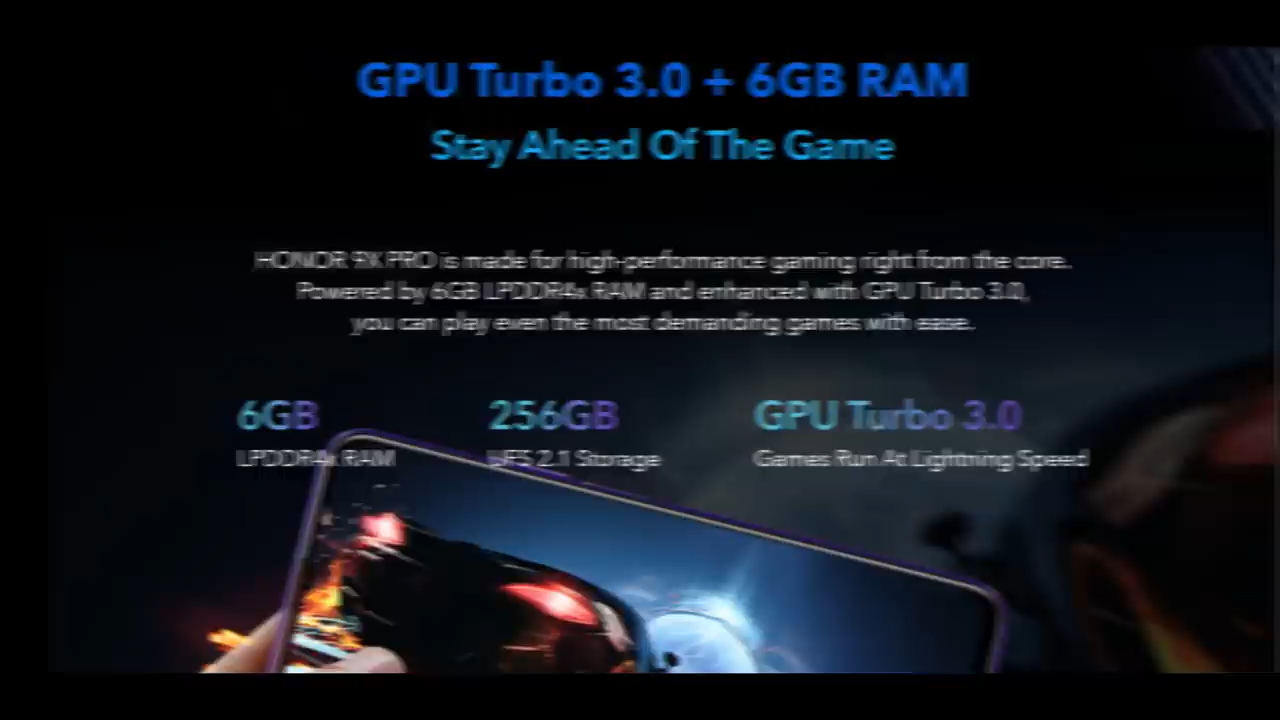 GPU Turbo 3.0 + 6GB RAM
Stay Ahead Of The Game
HONOR 9X PRO is made for high-performance gaming right from the core.
Powered by 6GB LPDDR4x RAM and enhanced with GPU Turbo 3.0,
you can play even the most demanding games with ease.
6GB 256GB GPU Turbo 3.0
LPDDR4x RAM UFS 2.1 Storage Games Run At Lightning Speed